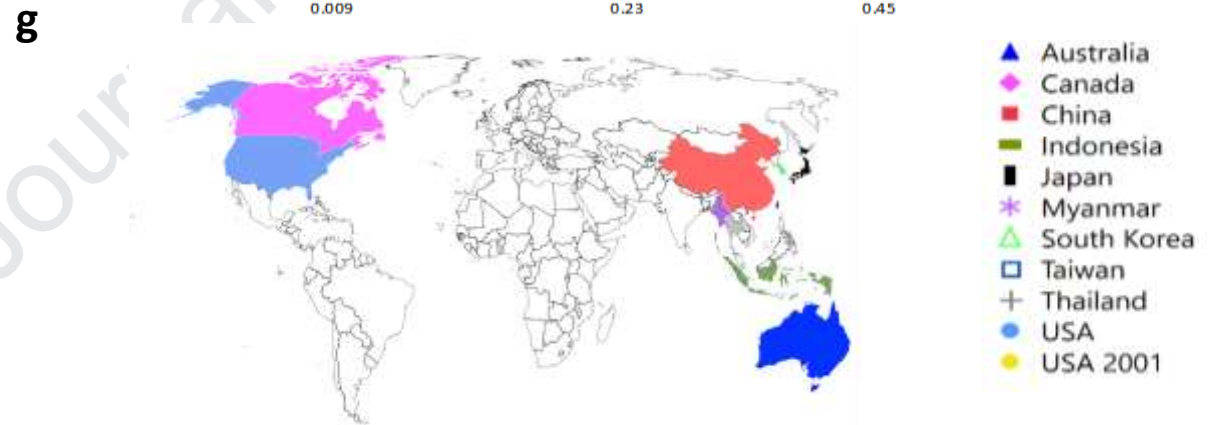 0.009 0.23 0.45
g
Australia
Canada
China
Indonesia
Japan
Myanmar
South Korea
Taiwan
Thailand
USA
USA 2001